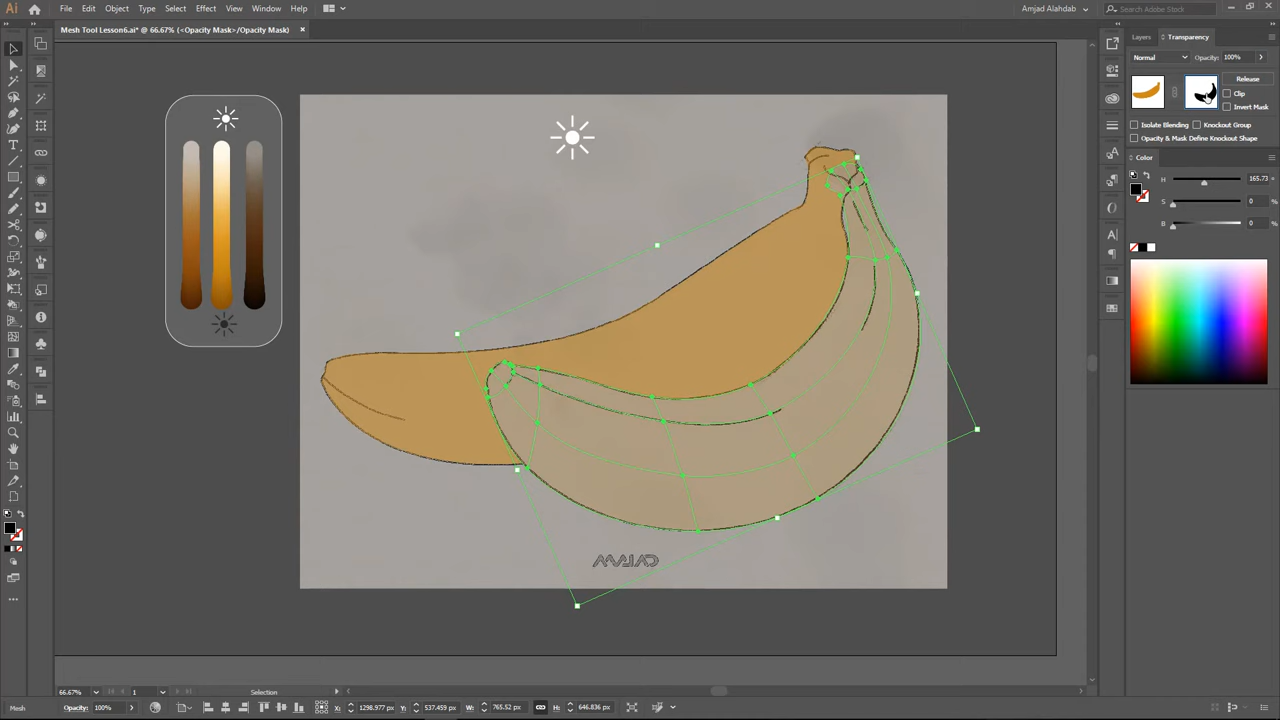 Ai File Edit Object Type Select Effect View Window Help Amjad Alahdab Search Adobe Stock
Mesh Tool Lesson6.ai* @ 66.67% (<Opacity Mask>/Opacity Mask)
Layers Transparency
Normal Opacity: 100%
Release
Clip
Invert Mask
Isolate Blending Knockout Group
Opacity & Mask Define Knockout Shape
Color
H 165.73 °
S 0 %
B 0 %
66.67% 1 Selection
Mesh Opacity: 100% X: 1298.977 px Y: 537.459 px W: 765.52 px H: 646.836 px